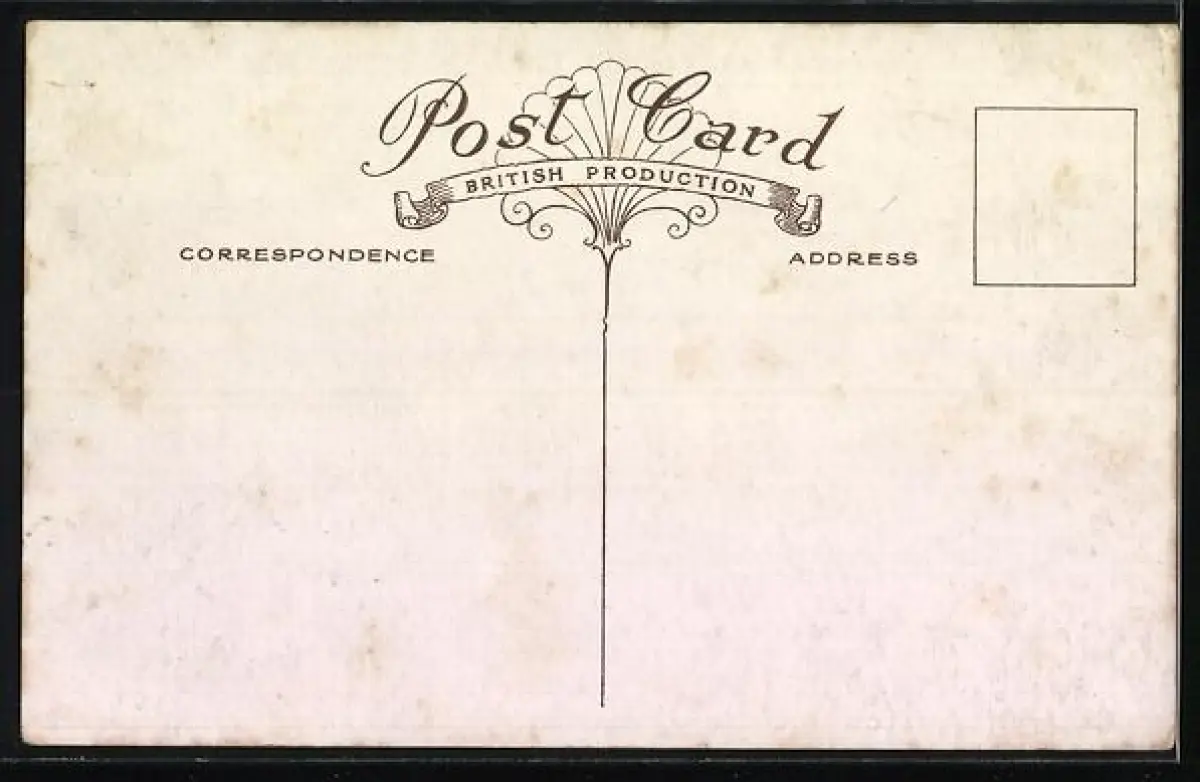 Post Card
BRITISH PRODUCTION
CORRESPONDENCE
ADDRESS